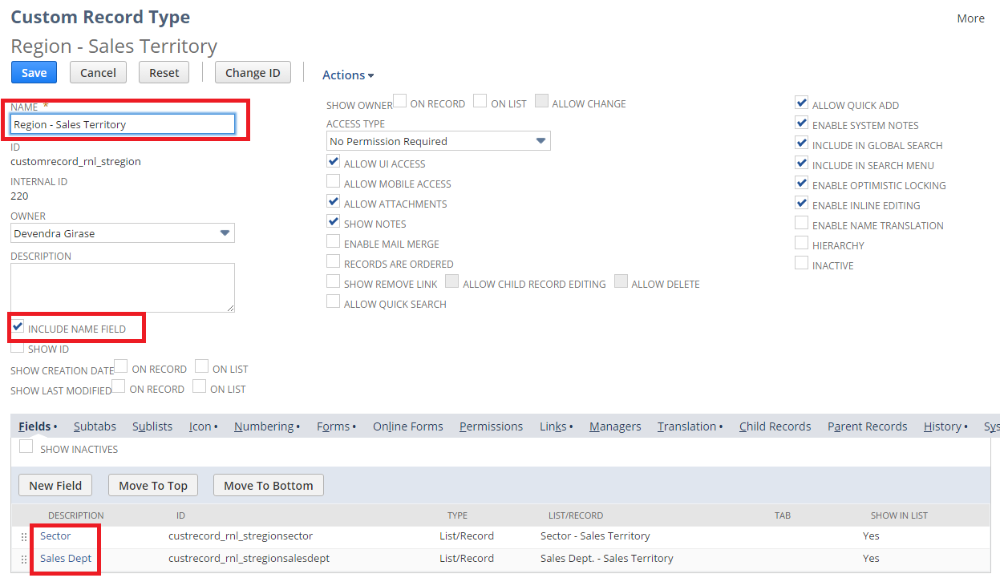 Custom Record Type
More
Region - Sales Territory
Save Cancel Reset Change ID Actions
NAME *
Region - Sales Territory
ID
customrecord_rnl_stregion
INTERNAL ID
220
OWNER
Devendra Girase
DESCRIPTION
INCLUDE NAME FIELD
SHOW ID
SHOW CREATION DATE ON RECORD ON LIST
SHOW LAST MODIFIED ON RECORD ON LIST
SHOW OWNER ON RECORD ON LIST ALLOW CHANGE
ACCESS TYPE
No Permission Required
ALLOW UI ACCESS
ALLOW MOBILE ACCESS
ALLOW ATTACHMENTS
SHOW NOTES
ENABLE MAIL MERGE
RECORDS ARE ORDERED
SHOW REMOVE LINK ALLOW CHILD RECORD EDITING ALLOW DELETE
ALLOW QUICK SEARCH
ALLOW QUICK ADD
ENABLE SYSTEM NOTES
INCLUDE IN GLOBAL SEARCH
INCLUDE IN SEARCH MENU
ENABLE OPTIMISTIC LOCKING
ENABLE INLINE EDITING
ENABLE NAME TRANSLATION
HIERARCHY
INACTIVE
Fields • Subtabs Sublists Icon • Numbering • Forms • Online Forms Permissions Links • Managers Translation • Child Records Parent Records History • Sys
SHOW INACTIVES
New Field Move To Top Move To Bottom
DESCRIPTION ID TYPE LIST/RECORD TAB SHOW IN LIST
Sector custrecord_rnl_stregionsector List/Record Sector - Sales Territory Yes
Sales Dept custrecord_rnl_stregionsalesdept List/Record Sales Dept. - Sales Territory Yes